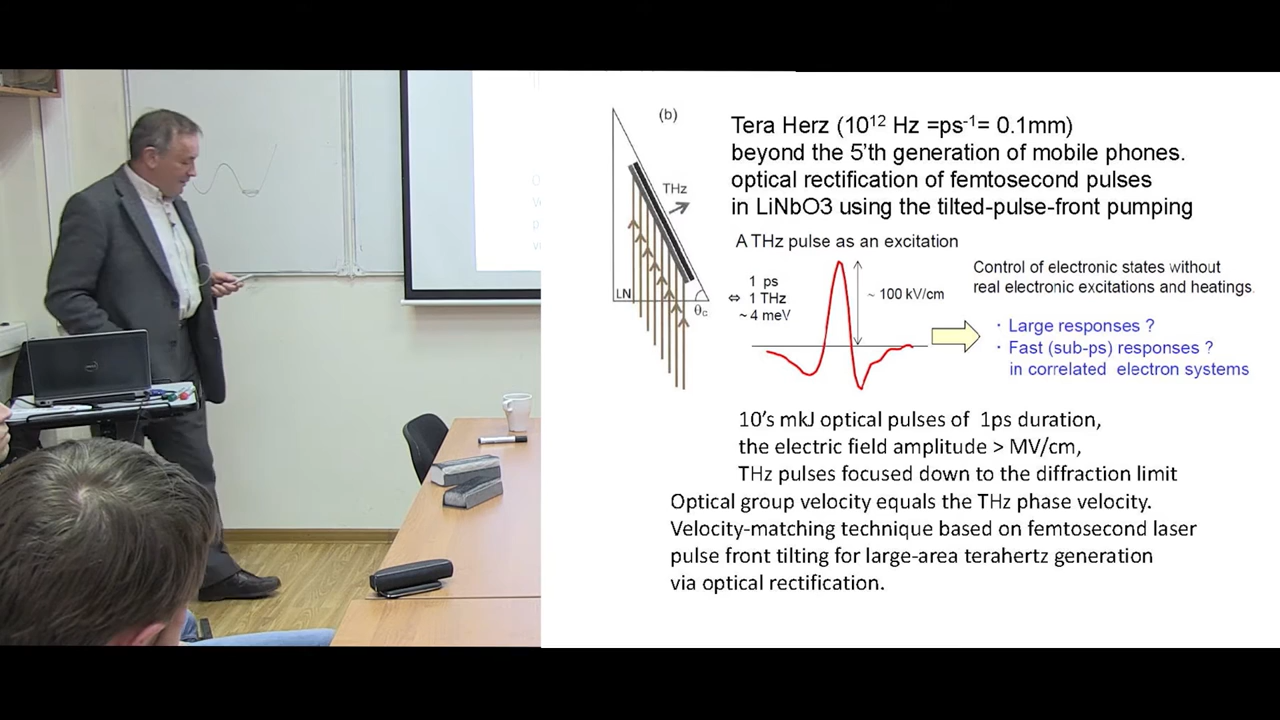 (b)
THz
LN
θc
Tera Herz (10¹² Hz =ps⁻¹= 0.1mm)
beyond the 5'th generation of mobile phones.
optical rectification of femtosecond pulses
in LiNbO3 using the tilted-pulse-front pumping
A THz pulse as an excitation
1 ps
⇔ 1 THz
~ 4 meV
~ 100 kV/cm
Control of electronic states without
real electronic excitations and heatings.
・Large responses ?
・Fast (sub-ps) responses ?
in correlated electron systems
10's mkJ optical pulses of 1ps duration,
the electric field amplitude > MV/cm,
THz pulses focused down to the diffraction limit
Optical group velocity equals the THz phase velocity.
Velocity-matching technique based on femtosecond laser
pulse front tilting for large-area terahertz generation
via optical rectification.